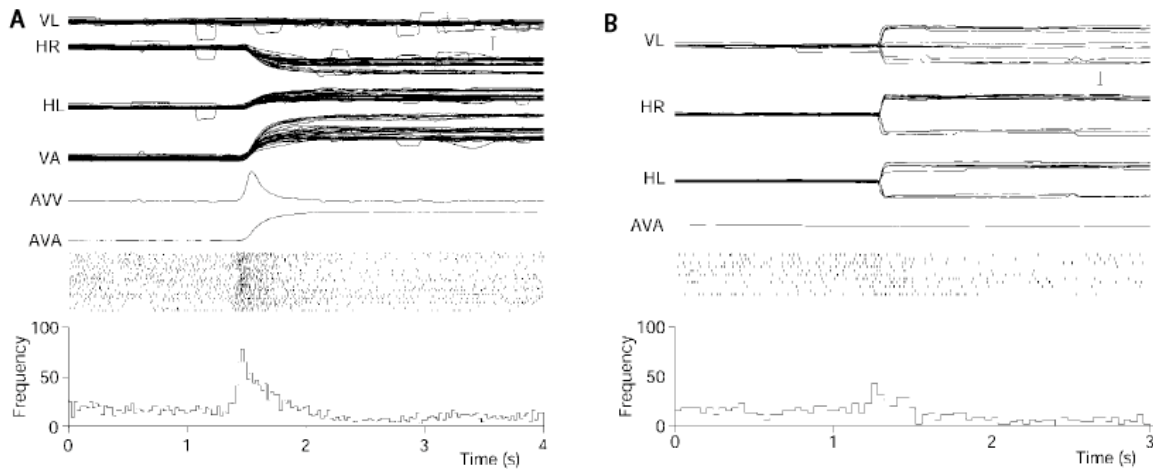 A
VL
HR
HL
VA
AVV
AVA
Frequency
100
50
0
0 1 2 3 4
Time (s)
B
VL
HR
HL
AVA
Frequency
100
50
0
0 1 2 3
Time (s)